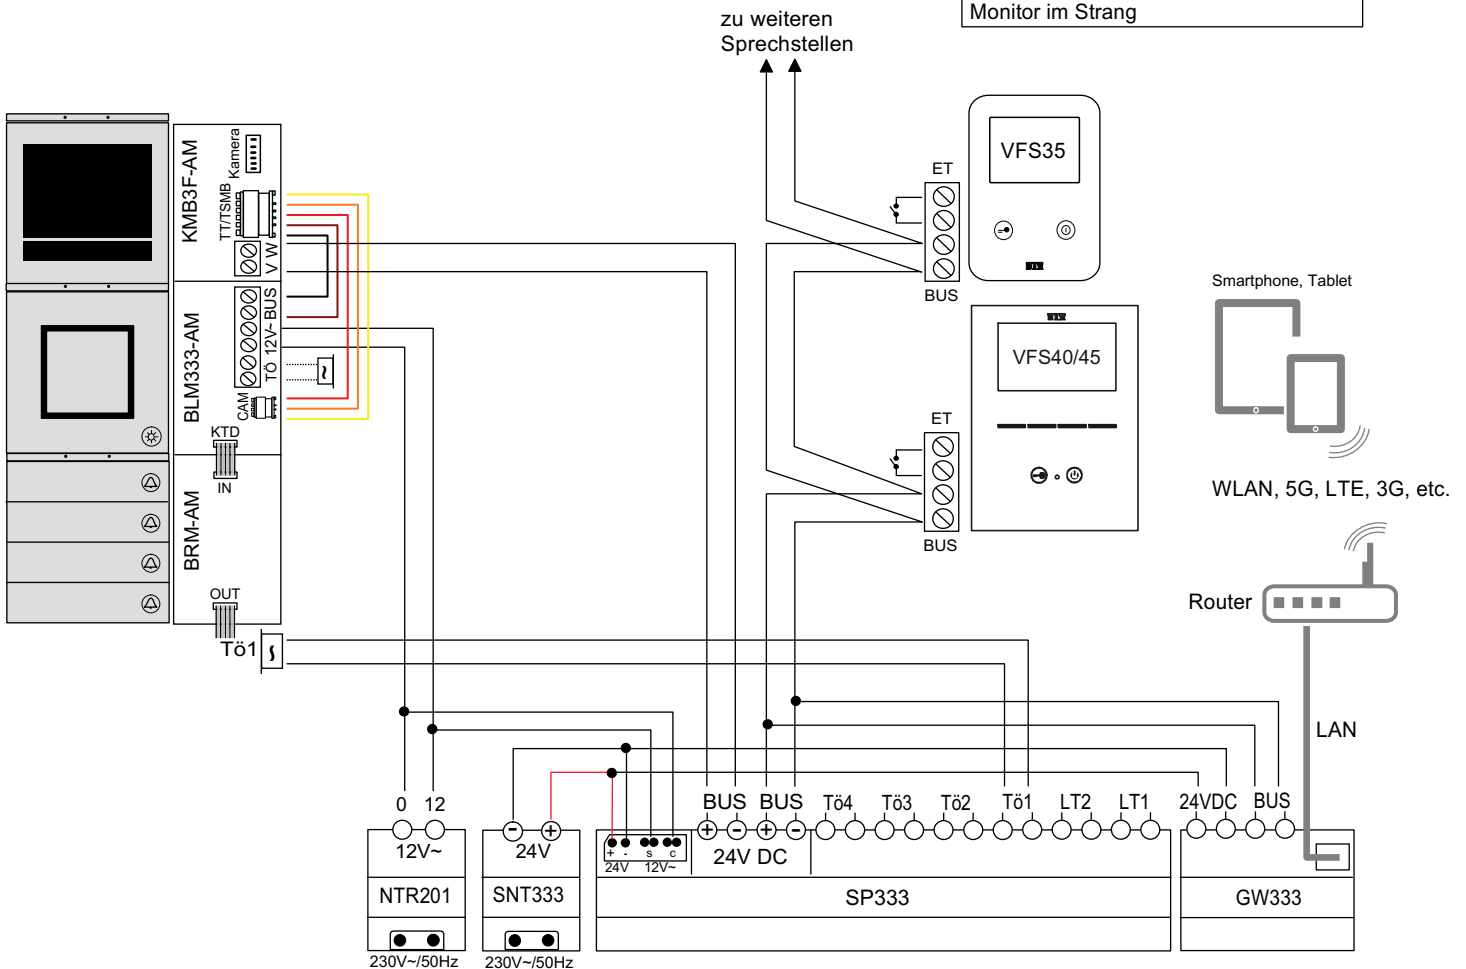 Monitor im Strang
zu weiteren
Sprechstellen
KMB3F-AM
Kamera
TT/TSMB
V W
BLM333-AM
BUS
12V~
TÖ
CAM
KTD
IN
BRM-AM
OUT
Tö1
ET
BUS
VFS35
VFS40/45
ET
BUS
Smartphone, Tablet
WLAN, 5G, LTE, 3G, etc.
Router
LAN
0 12
12V~
NTR201
230V~/50Hz
- +
24V
SNT333
230V~/50Hz
+ - s c
24V 12V~
BUS BUS Tö4 Tö3 Tö2 Tö1 LT2 LT1
+ - + -
24V DC
SP333
24VDC BUS
GW333